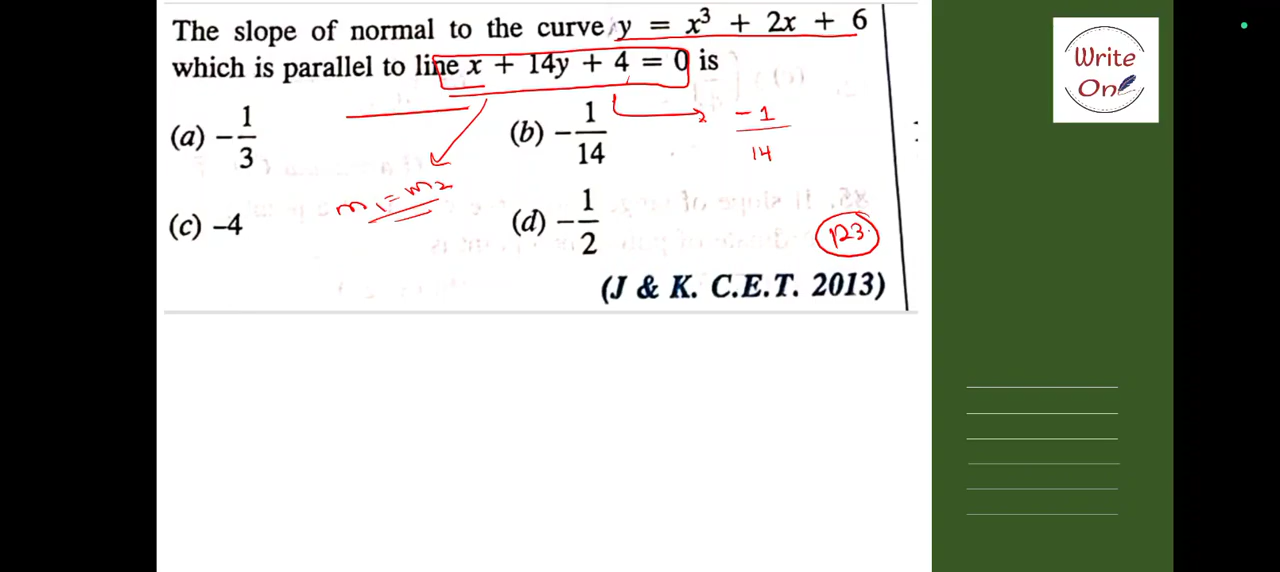 The slope of normal to the curve y = x³ + 2x + 6
which is parallel to line x + 14y + 4 = 0 is
(a) -1/3
(b) -1/14
-1/14
m₁ = m₂
(c) -4
(d) -1/2
123
(J & K. C.E.T. 2013)
Write
On